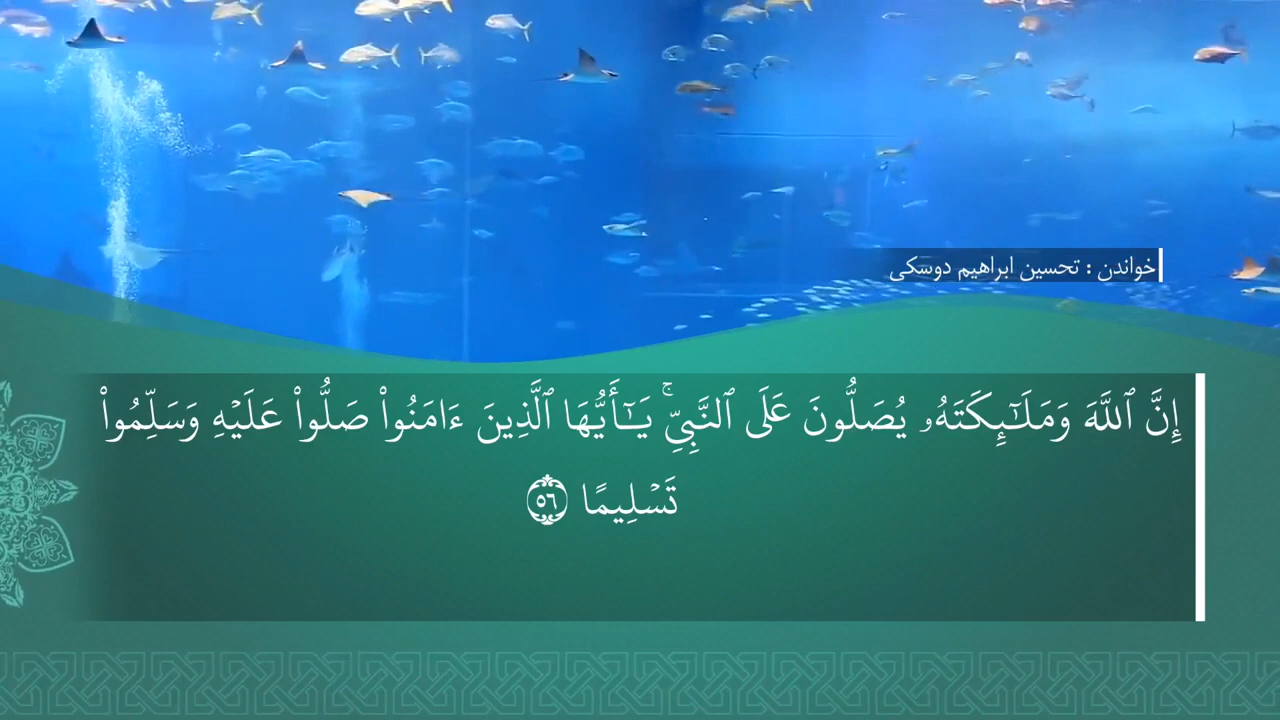 خواندن : تحسین ابراهیم دوسکی
إِنَّ ٱللَّهَ وَمَلَـٰٓئِكَتَهُۥ يُصَلُّونَ عَلَى ٱلنَّبِيِّۚ يَـٰٓأَيُّهَا ٱلَّذِينَ ءَامَنُوا۟ صَلُّوا۟ عَلَيْهِ وَسَلِّمُوا۟
تَسْلِيمًا ۝٥٦